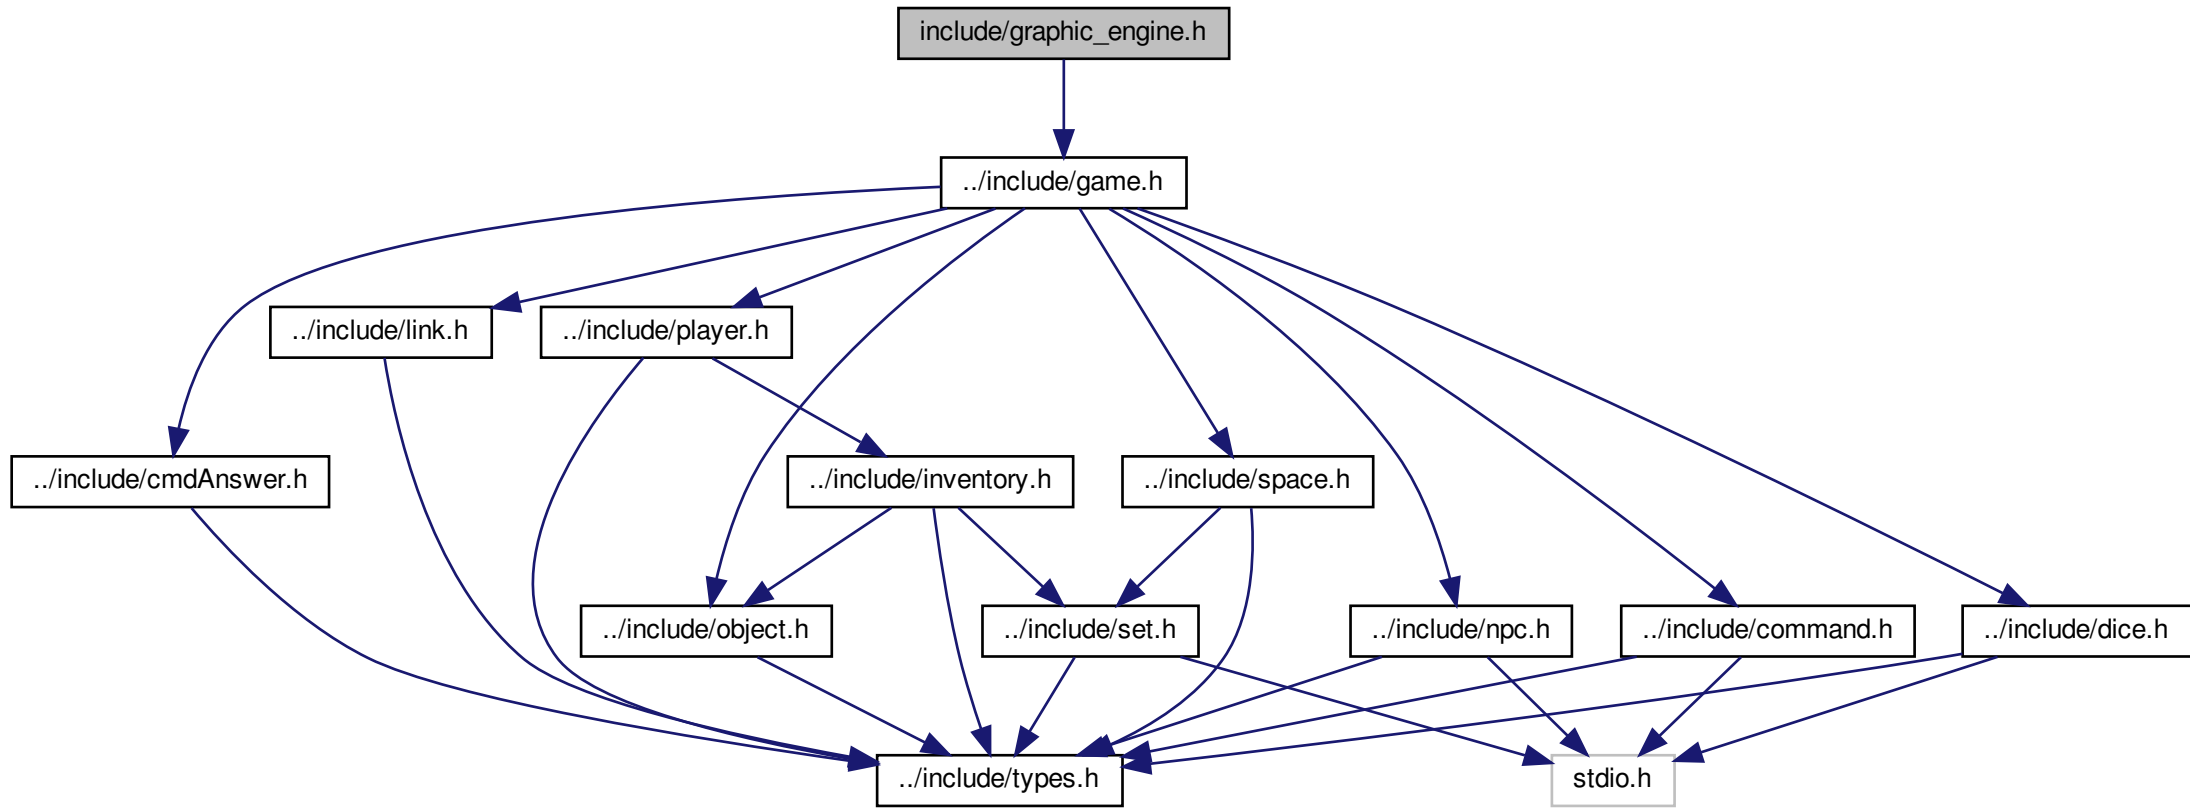 include/graphic_engine.h
../include/game.h
../include/link.h
../include/player.h
../include/cmdAnswer.h
../include/inventory.h
../include/space.h
../include/object.h
../include/set.h
../include/npc.h
../include/command.h
../include/dice.h
../include/types.h
stdio.h